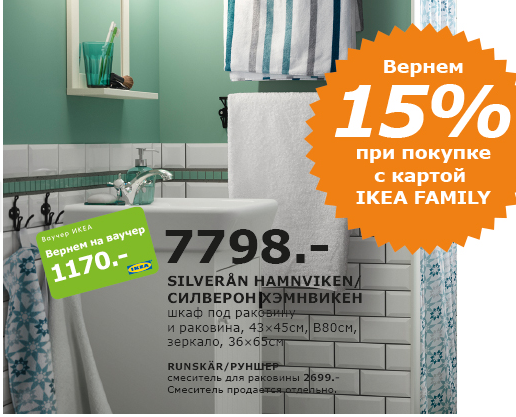 Вернем
15%
при покупке
с картой
IKEA FAMILY
Ваучер ИКЕА
Вернем на ваучер
1170.-
IKEA
7798.-
SILVERÅN HAMNVIKEN/
СИЛВЕРОН ХЭМНВИКЕН
шкаф под раковину
и раковина, 43×45см, В80см,
зеркало, 36×65см
RUNSKÄR/РУНШЕР
смеситель для раковины 2699.-
Смеситель продается отдельно.